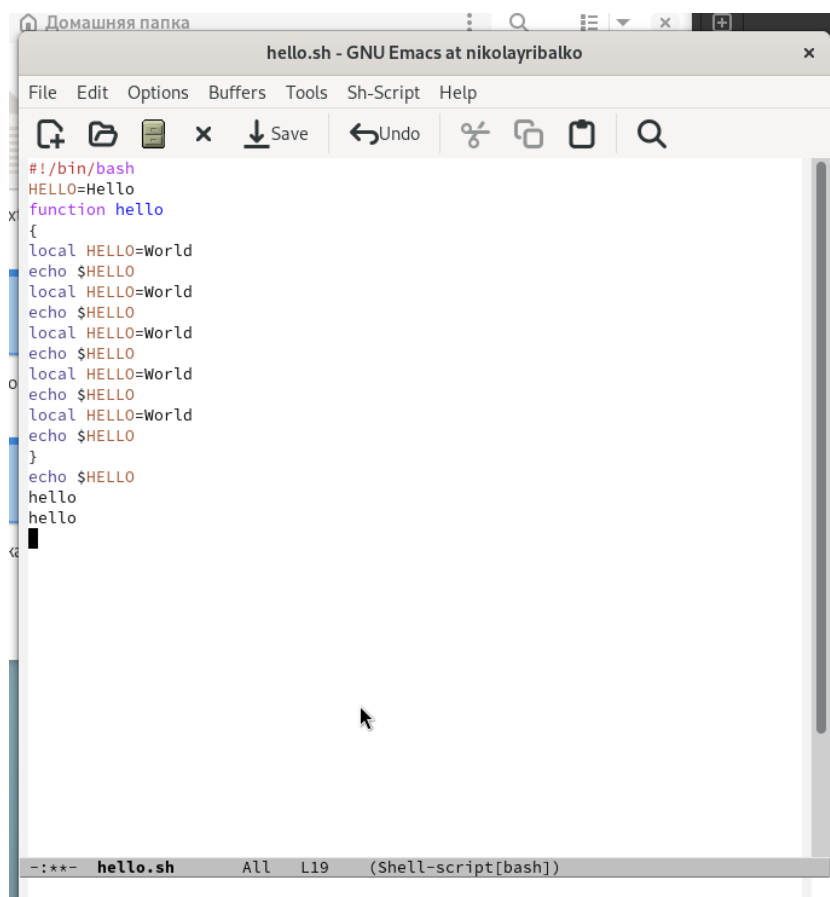 Домашняя папка
hello.sh - GNU Emacs at nikolayribalko
File Edit Options Buffers Tools Sh-Script Help
Save Undo
#!/bin/bash
HELLO=Hello
function hello
{
local HELLO=World
echo $HELLO
local HELLO=World
echo $HELLO
local HELLO=World
echo $HELLO
local HELLO=World
echo $HELLO
local HELLO=World
echo $HELLO
}
echo $HELLO
hello
hello
-:**- hello.sh All L19 (Shell-script[bash])